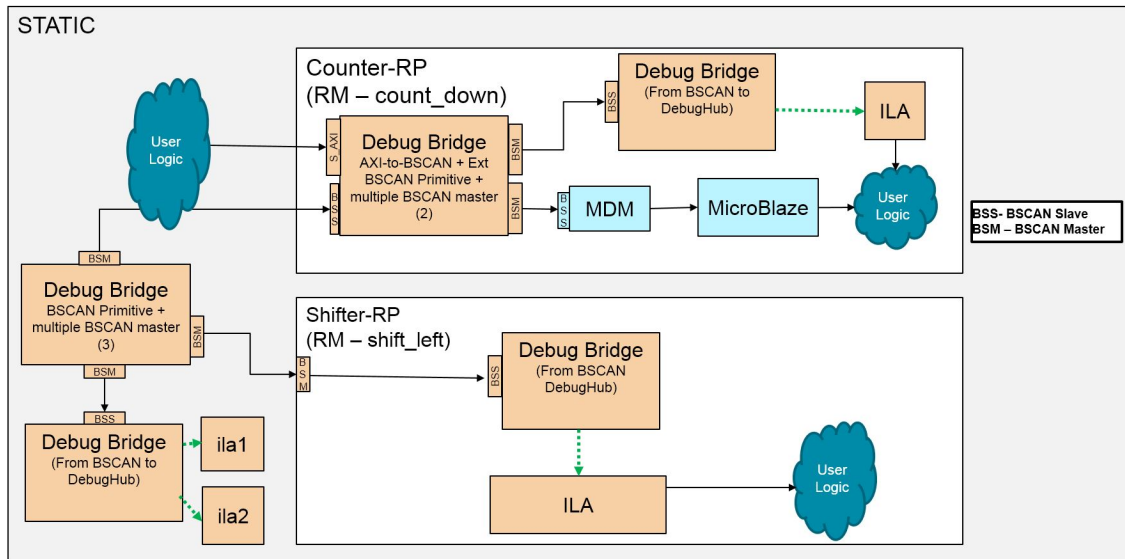 STATIC
User
Logic
Counter-RP
(RM – count_down)
S_AXI
BSS
Debug Bridge
AXI-to-BSCAN + Ext
BSCAN Primitive +
multiple BSCAN master
(2)
BSM
BSM
BSS
Debug Bridge
(From BSCAN to
DebugHub)
ILA
BSS
MDM
MicroBlaze
User
Logic
BSS- BSCAN Slave
BSM – BSCAN Master
BSM
Debug Bridge
BSCAN Primitive +
multiple BSCAN master
(3)
BSM
BSM
BSS
Debug Bridge
(From BSCAN to
DebugHub)
ila1
ila2
Shifter-RP
(RM – shift_left)
BSM
BSS
Debug Bridge
(From BSCAN
DebugHub)
ILA
User
Logic